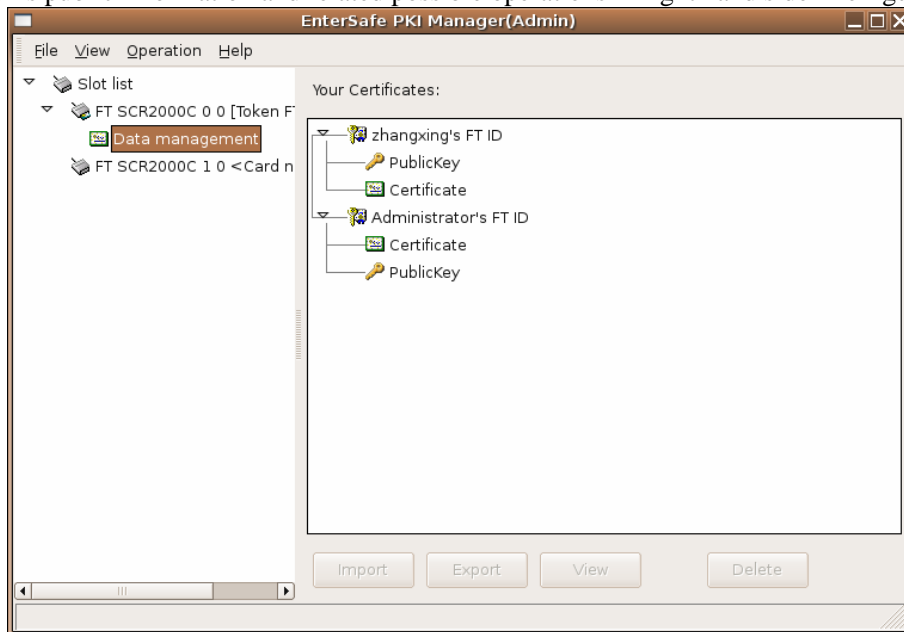 EnterSafe PKI Manager(Admin)
File View Operation Help
Slot list
FT SCR2000C 0 0 [Token F
Data management
FT SCR2000C 1 0 <Card n
Your Certificates:
zhangxing's FT ID
PublicKey
Certificate
Administrator's FT ID
Certificate
PublicKey
Import Export View Delete